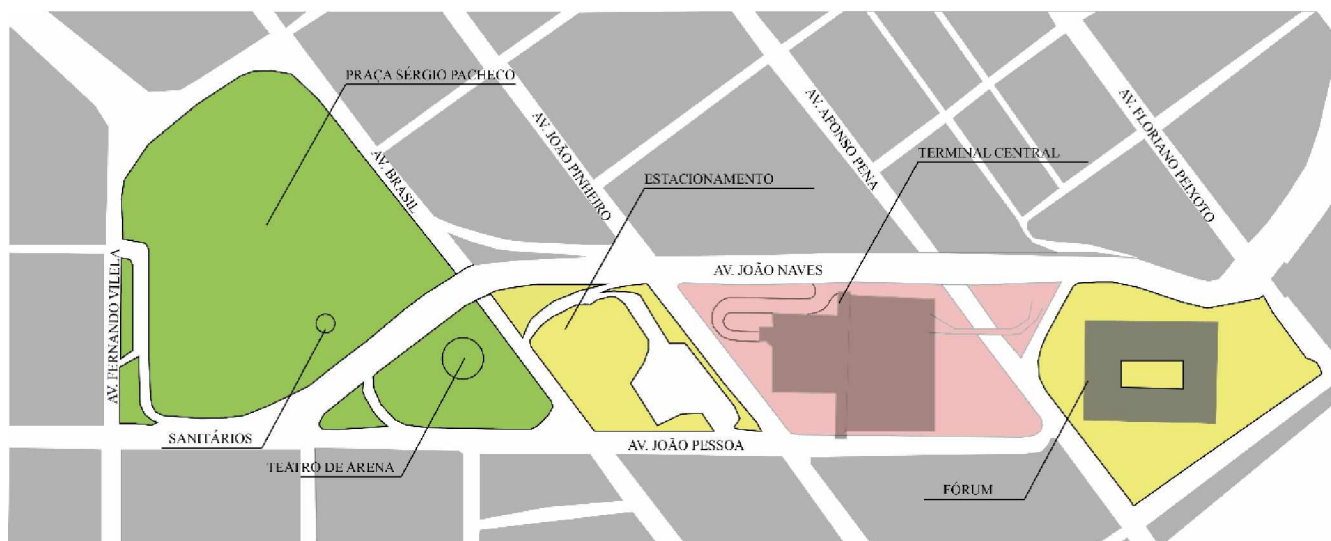 PRAÇA SÉRGIO PACHECO
AV. BRASIL
AV. JOÃO PINHEIRO
AV. AFONSO PENA
AV. FLORIANO PEIXOTO
ESTACIONAMENTO
TERMINAL CENTRAL
AV. JOÃO NAVES
AV. FERNANDO VILELA
SANITÁRIOS
TEATRO DE ARENA
AV. JOÃO PESSOA
FÓRUM